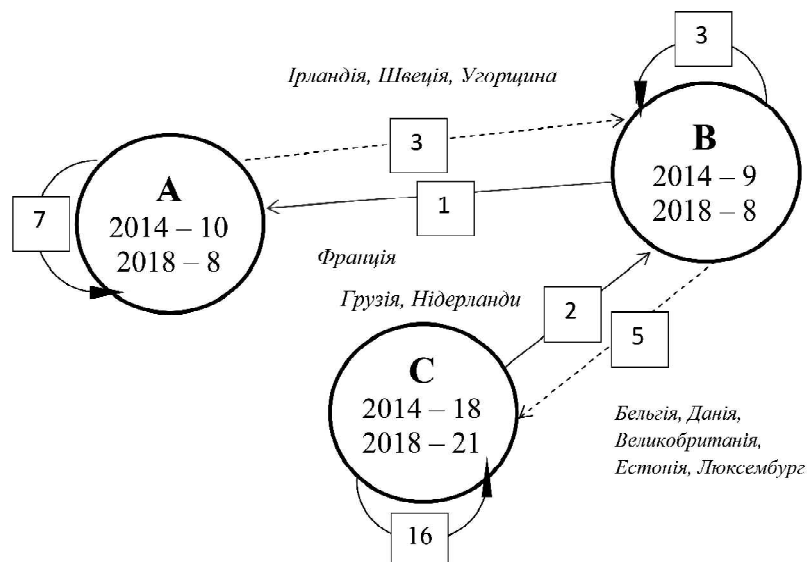 3
Ірландія, Швеція, Угорщина
3
B
2014 – 9
2018 – 8
A
2014 – 10
2018 – 8
7
1
Франція
Грузія, Нідерланди
2
5
C
2014 – 18
2018 – 21
Бельгія, Данія,
Великобританія,
Естонія, Люксембург
16